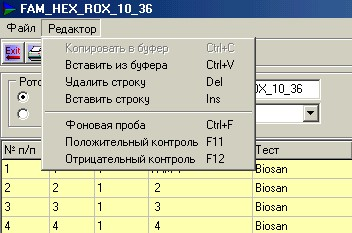 FAM_HEX_ROX_10_36
Файл Редактор
Exit
Копировать в буфер Ctrl+C
Вставить из буфера Ctrl+V
Удалить строку Del
Вставить строку Ins
Фоновая проба Ctrl+F
Положительный контроль F11
Отрицательный контроль F12
Рото
OX_10_36
№ п/п Тест
1 1 1 Biosan
2 2 1 2 Biosan
3 3 1 3 Biosan
4 4 1 4 Biosan